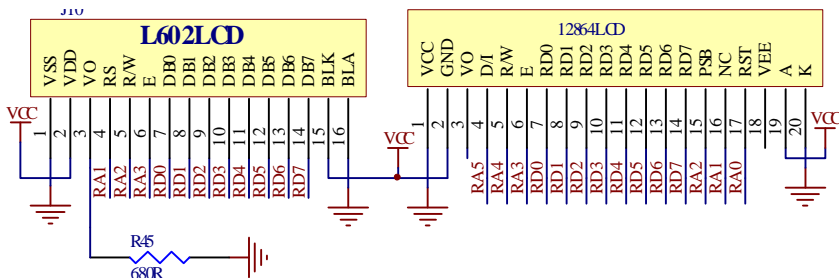 J10
L602LCD
VSS VDD VO RS R/W E DB0 DB1 DB2 DB3 DB4 DB5 DB6 DB7 BLK BLA
VCC
1 2 3 4 5 6 7 8 9 10 11 12 13 14 15 16
RA1 RA2 RA3 RD0 RD1 RD2 RD3 RD4 RD5 RD6 RD7
R45
680R
12864LCD
VCC GND VO D/I R/W E RD0 RD1 RD2 RD3 RD4 RD5 RD6 RD7 PSB NC RST VEE A K
VCC
1 2 3 4 5 6 7 8 9 10 11 12 13 14 15 16 17 18 19 20
VCC
RA5 RA4 RA3 RD0 RD1 RD2 RD3 RD4 RD5 RD6 RD7 RA2 RA1 RA0